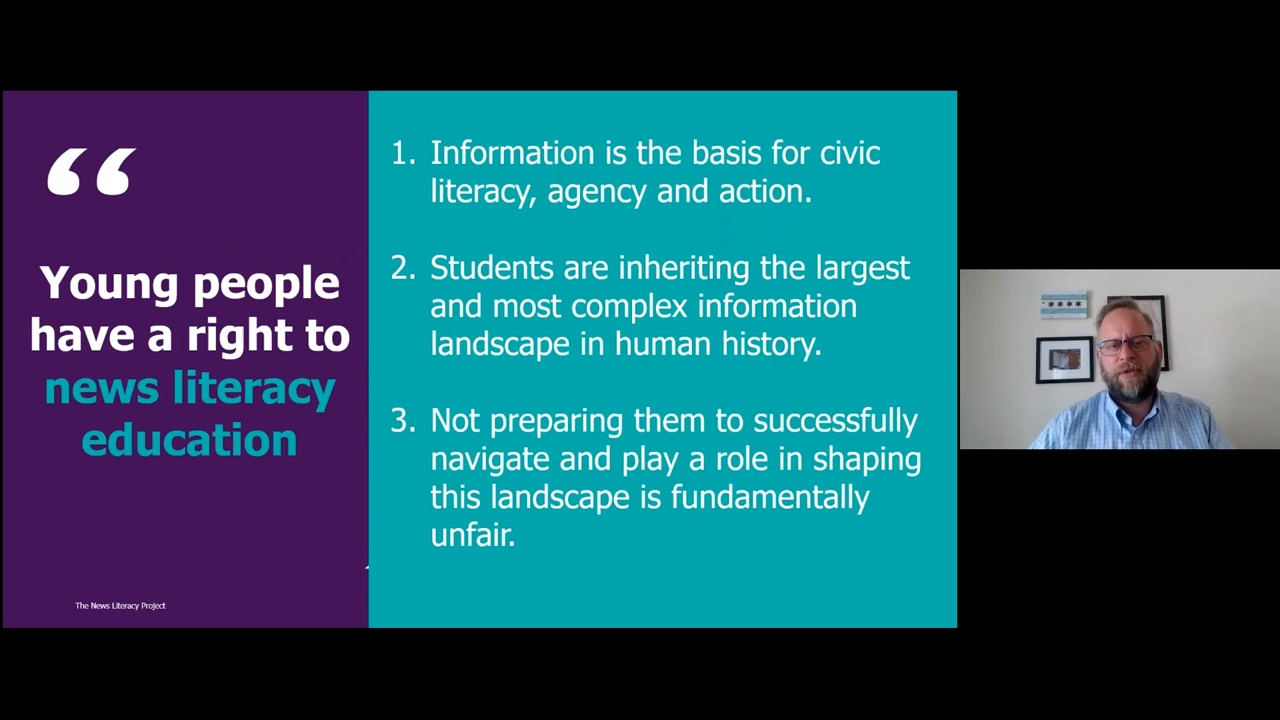 “
Young people
have a right to
news literacy
education
The News Literacy Project
1. Information is the basis for civic
literacy, agency and action.
2. Students are inheriting the largest
and most complex information
landscape in human history.
3. Not preparing them to successfully
navigate and play a role in shaping
this landscape is fundamentally
unfair.